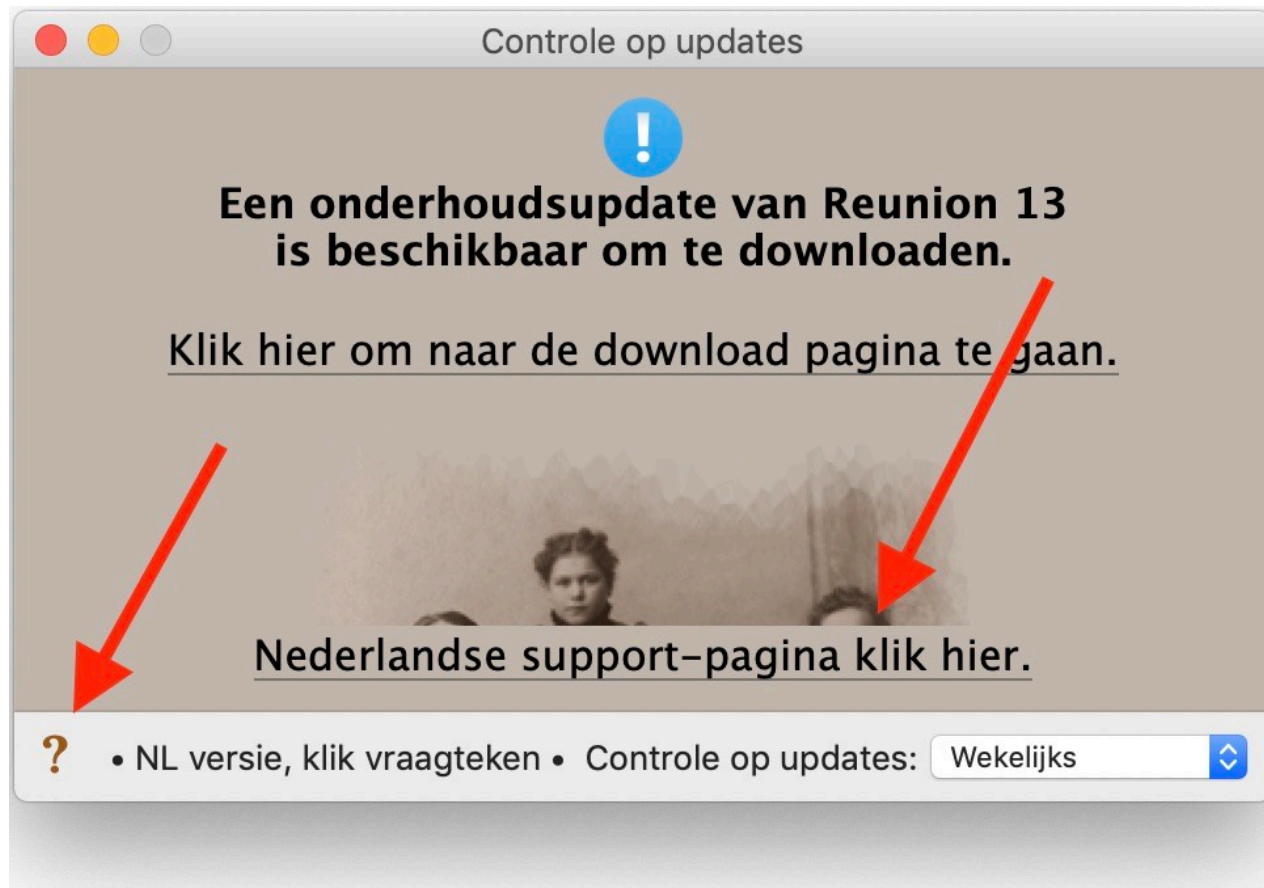 Controle op updates
!
Een onderhoudsupdate van Reunion 13
is beschikbaar om te downloaden.
Klik hier om naar de download pagina te gaan.
Nederlandse support-pagina klik hier.
? • NL versie, klik vraagteken • Controle op updates: Wekelijks